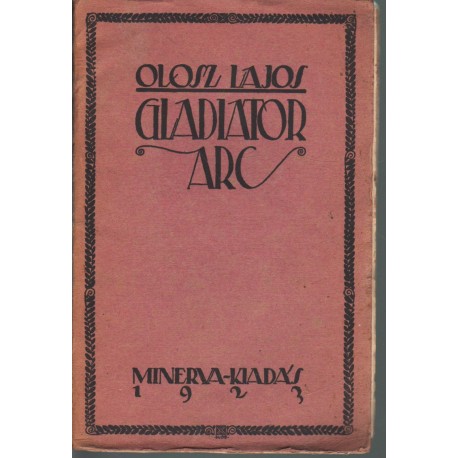 OLOSZ LAJOS
GLADIATOR
ARC
MINERVA-KIADÁS
1923